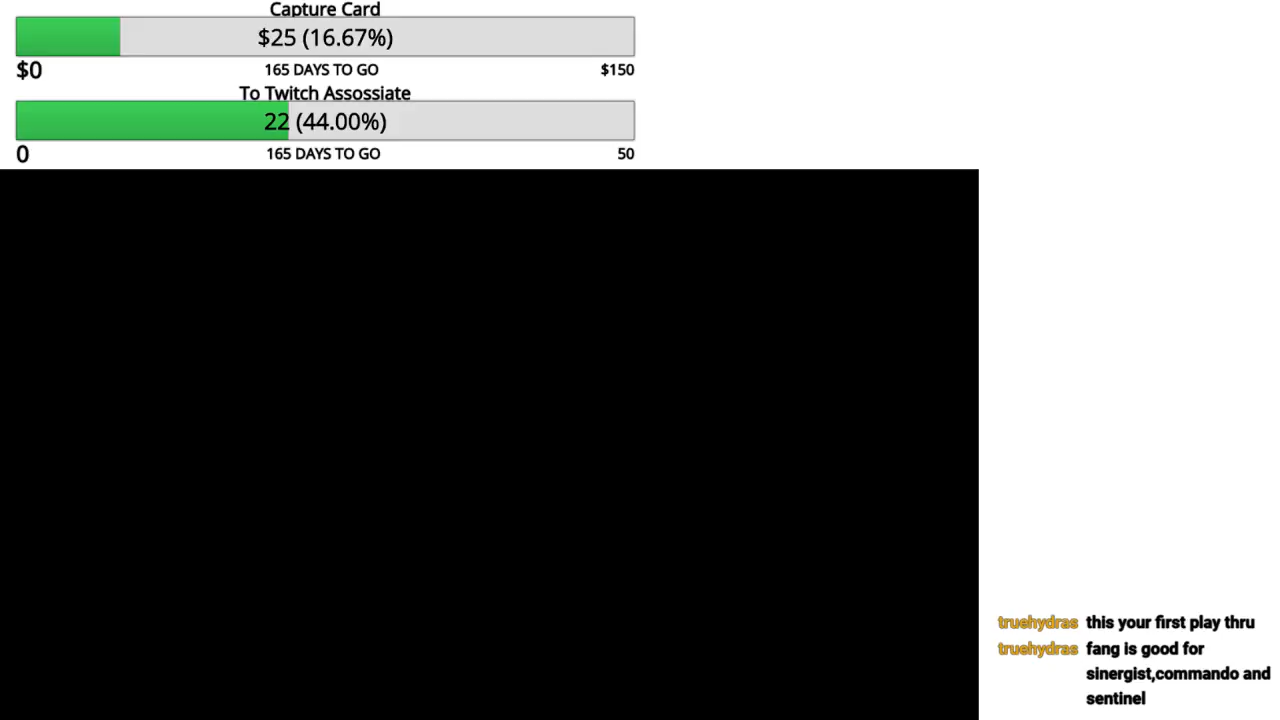 Capture Card
$25 (16.67%)
$0 165 DAYS TO GO $150
To Twitch Assossiate
22 (44.00%)
0 165 DAYS TO GO 50
truehydras this your first play thru
truehydras fang is good for
sinergist,commando and
sentinel